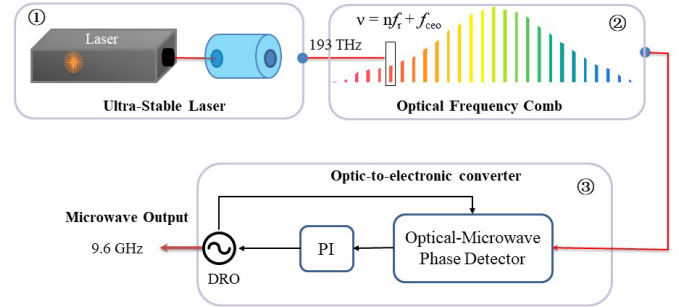 ①
Laser
Ultra-Stable Laser
193 THz
ν = nfr + fceo
②
Optical Frequency Comb
Optic-to-electronic converter
③
Microwave Output
9.6 GHz
DRO
PI
Optical-Microwave
Phase Detector